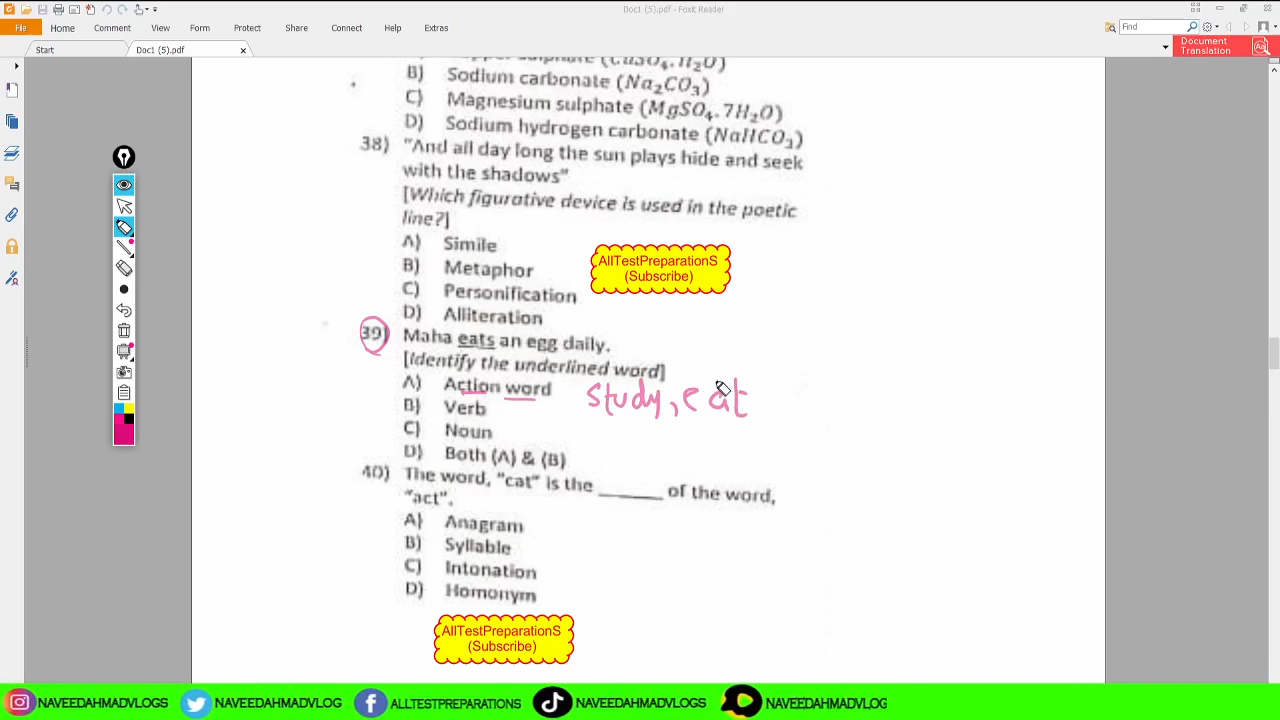 Doc1 (5).pdf - Foxit Reader
File Home Comment View Form Protect Share Connect Help Extras Find
Start Doc1 (5).pdf x Document
Translation
sulphate (CuSO₄.H₂O)
B) Sodium carbonate (Na₂CO₃)
C) Magnesium sulphate (MgSO₄.7H₂O)
D) Sodium hydrogen carbonate (NaHCO₃)
38) "And all day long the sun plays hide and seek
with the shadows"
[Which figurative device is used in the poetic
line?]
A) Simile
B) Metaphor
AllTestPreparationS
(Subscribe)
C) Personification
D) Alliteration
39) Maha eats an egg daily.
[Identify the underlined word]
A) Action word
study, eat
B) Verb
C) Noun
D) Both (A) & (B)
40) The word, "cat" is the ______ of the word,
"act".
A) Anagram
B) Syllable
C) Intonation
D) Homonym
AllTestPreparationS
(Subscribe)
NAVEEDAHMADVLOGS NAVEEDAHMADVLOG ALLTESTPREPARATIONS NAVEEDAHMADVLOGS NAVEEDAHMADVLOG